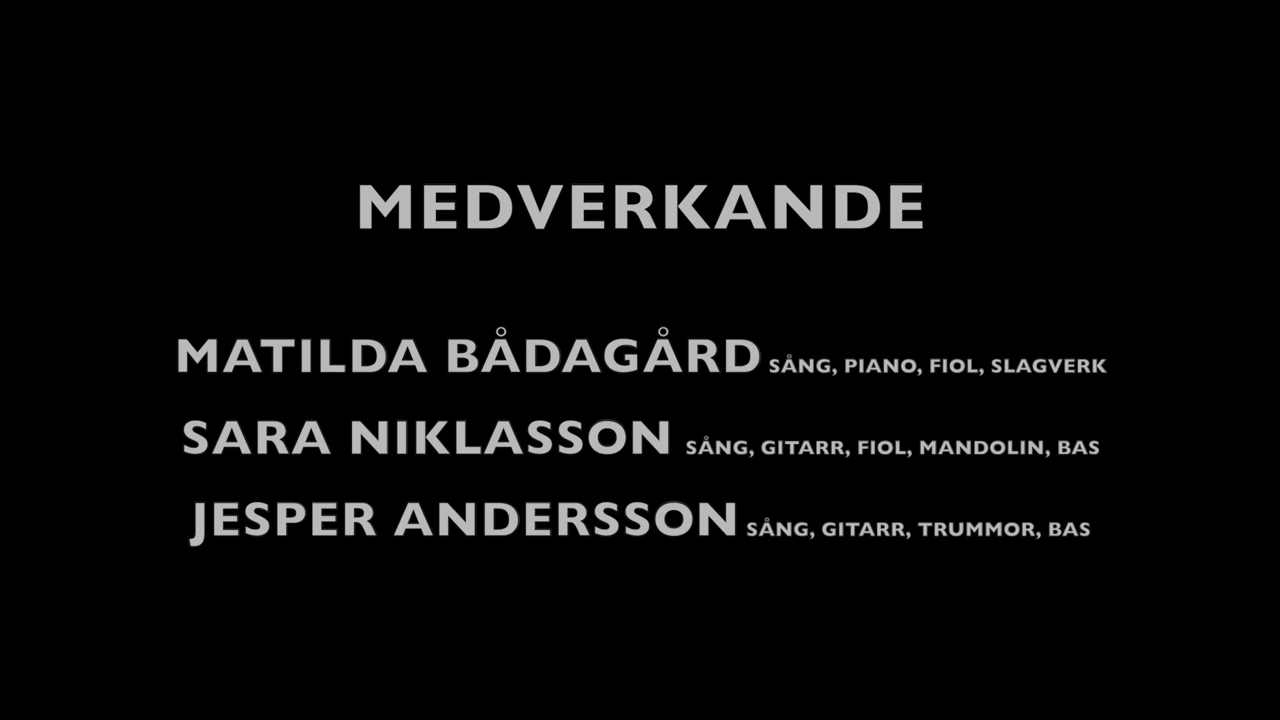 MEDVERKANDE
MATILDA BÅDAGÅRD SÅNG, PIANO, FIOL, SLAGVERK
SARA NIKLASSON SÅNG, GITARR, FIOL, MANDOLIN, BAS
JESPER ANDERSSON SÅNG, GITARR, TRUMMOR, BAS